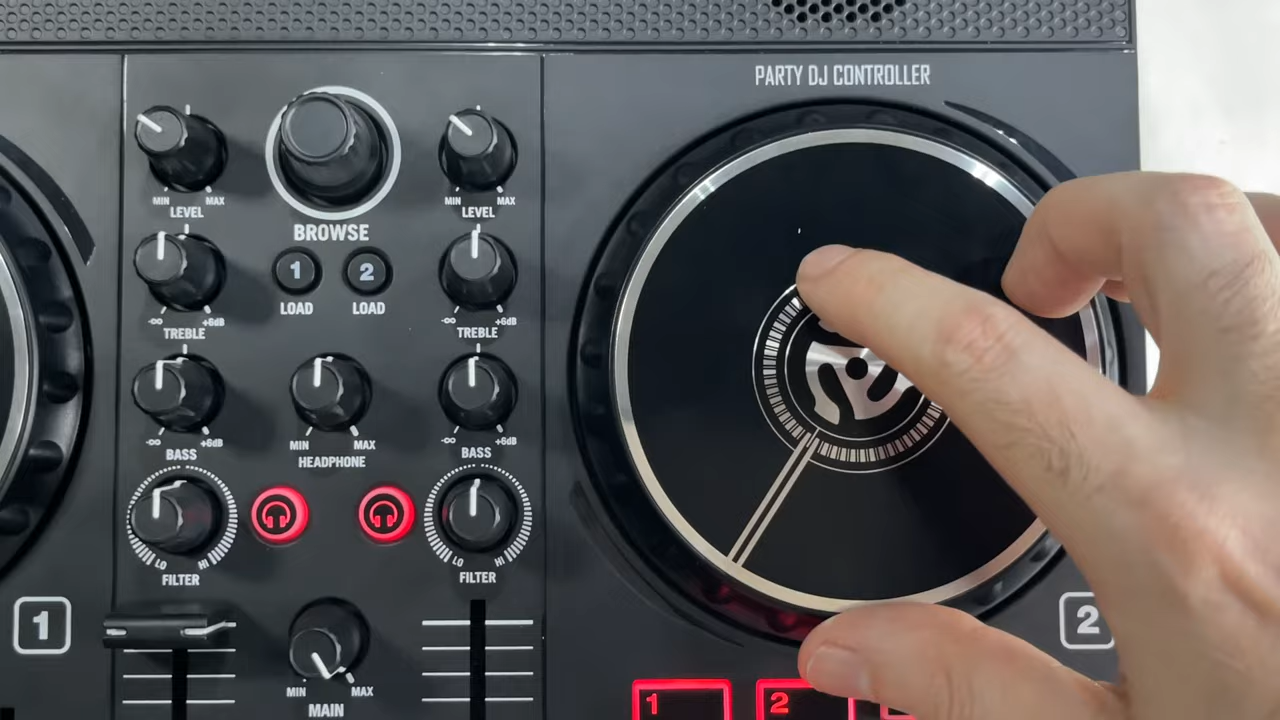 PARTY DJ CONTROLLER
MIN MAX
LEVEL
BROWSE
MIN MAX
LEVEL
1
LOAD
2
LOAD
-∞ +6dB
TREBLE
-∞ +6dB
TREBLE
-∞ +6dB
BASS
MIN MAX
HEADPHONE
-∞ +6dB
BASS
LO HI
FILTER
LO HI
FILTER
1
2
MIN MAX
MAIN
1
2